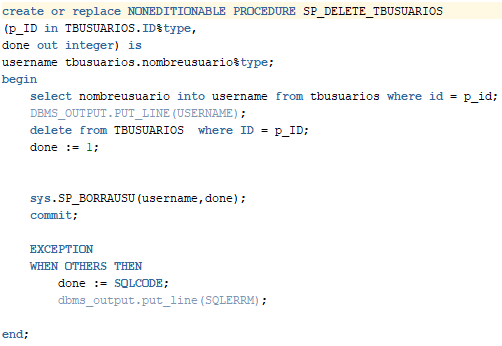 create or replace NONEDITIONABLE PROCEDURE SP_DELETE_TBUSUARIOS
(p_ID in TBUSUARIOS.ID%type,
done out integer) is
username tbusuarios.nombreusuario%type;
begin
select nombreusuario into username from tbusuarios where id = p_id;
DBMS_OUTPUT.PUT_LINE(USERNAME);
delete from TBUSUARIOS  where ID = p_ID;
done := 1;
sys.SP_BORRAUSU(username,done);
commit;
EXCEPTION
WHEN OTHERS THEN
done := SQLCODE;
dbms_output.put_line(SQLERRM);
end;